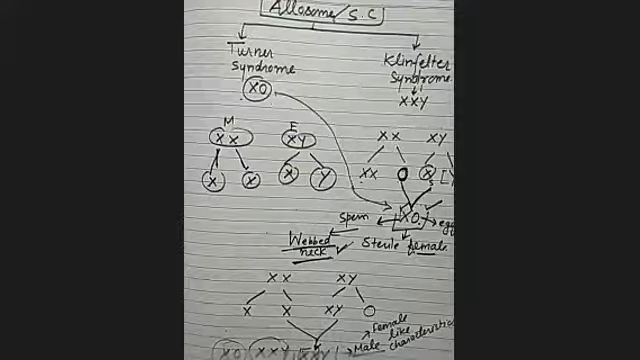 Allosome/S.C
Turner
Syndrome
XO
Klinfelter
Syndrome
XXY
M
XX
X X
F
XY
X Y
XX XY
XX O X
s
XO
sperm
egg
Webbed
neck
Sterile female
XX XY
X X XY O
XO XXY XXY
Female
like
Male characteristics